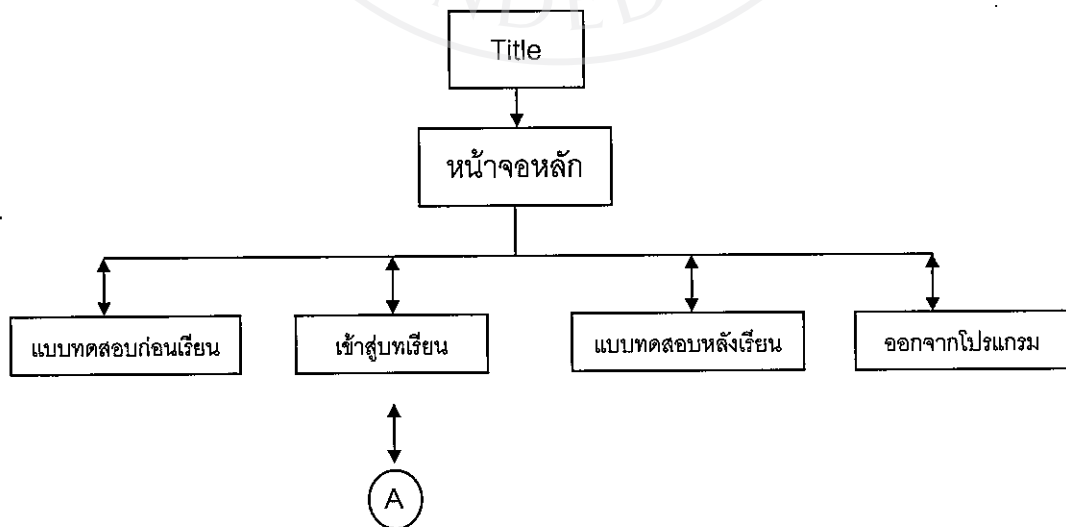 Title
หน้าจอหลัก
แบบทดสอบก่อนเรียน
เข้าสู่บทเรียน
แบบทดสอบหลังเรียน
ออกจากโปรแกรม
A